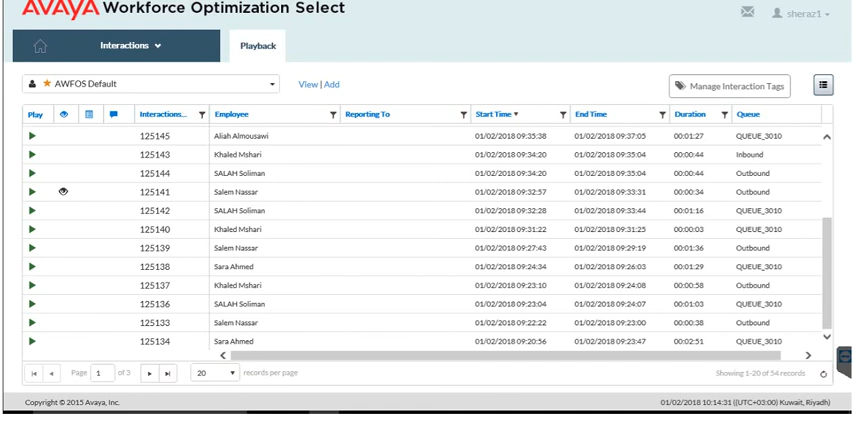 AVAYA Workforce Optimization Select
sheraz1
Interactions Playback
AWFOS Default View | Add Manage Interaction Tags
Play Interactions... Employee Reporting To Start Time End Time Duration Queue
125145 Aliah Almousawi 01/02/2018 09:35:38 01/02/2018 09:37:05 00:01:27 QUEUE_3010
125143 Khaled Mshari 01/02/2018 09:34:20 01/02/2018 09:35:04 00:00:44 Inbound
125144 SALAH Soliman 01/02/2018 09:34:20 01/02/2018 09:35:04 00:00:44 Outbound
125141 Salem Nassar 01/02/2018 09:32:57 01/02/2018 09:33:31 00:00:34 Outbound
125142 SALAH Soliman 01/02/2018 09:32:28 01/02/2018 09:33:44 00:01:16 QUEUE_3010
125140 Khaled Mshari 01/02/2018 09:31:22 01/02/2018 09:31:25 00:00:03 QUEUE_3010
125139 Salem Nassar 01/02/2018 09:27:43 01/02/2018 09:29:19 00:01:36 Outbound
125138 Sara Ahmed 01/02/2018 09:24:34 01/02/2018 09:26:03 00:01:29 QUEUE_3010
125137 Khaled Mshari 01/02/2018 09:23:10 01/02/2018 09:24:08 00:00:58 Outbound
125136 SALAH Soliman 01/02/2018 09:23:04 01/02/2018 09:24:07 00:01:03 QUEUE_3010
125133 Salem Nassar 01/02/2018 09:22:22 01/02/2018 09:23:00 00:00:38 Outbound
125134 Sara Ahmed 01/02/2018 09:20:56 01/02/2018 09:23:47 00:02:51 QUEUE_3010
Page 1 of 3 20 records per page Showing 1-20 of 54 records
Copyright © 2015 Avaya, Inc. 01/02/2018 10:14:31 ((UTC+03:00) Kuwait, Riyadh)